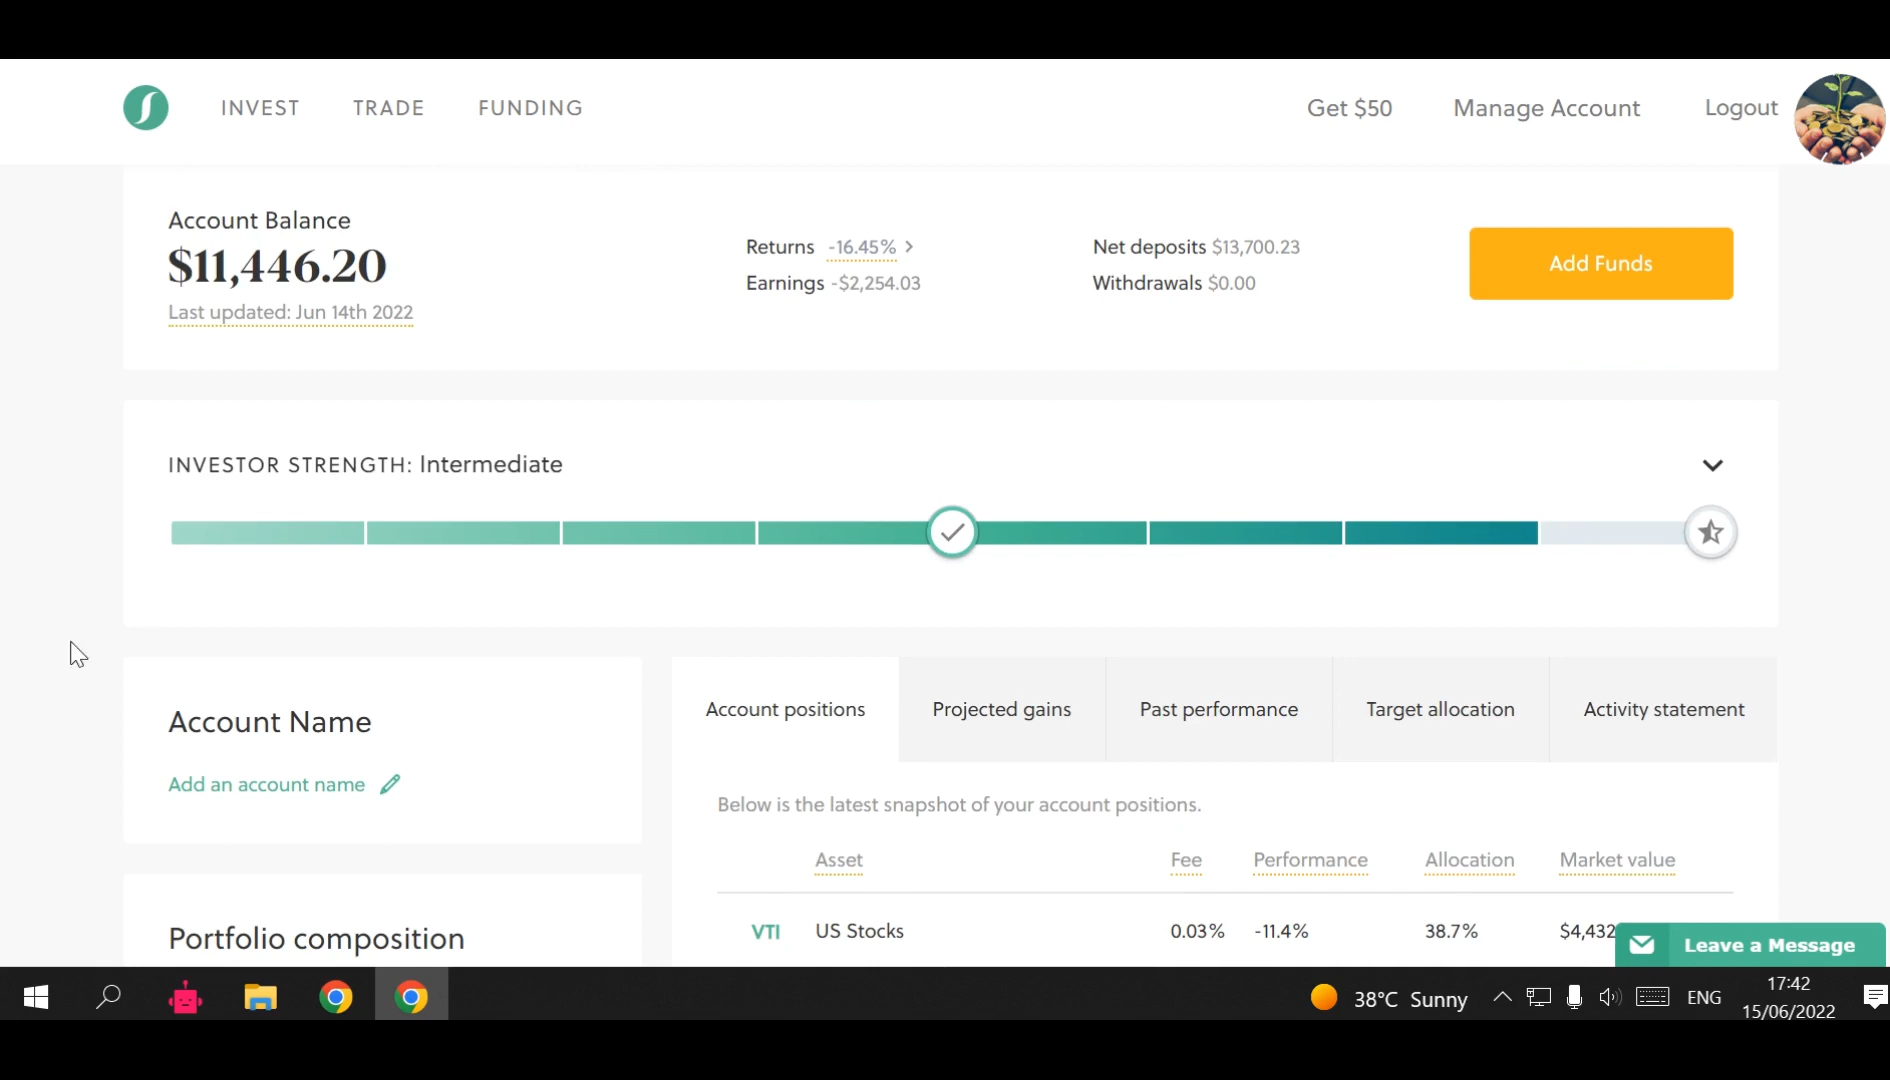 INVEST TRADE FUNDING Get $50 Manage Account Logout
Account Balance
$11,446.20
Last updated: Jun 14th 2022
Returns -16.45% >
Earnings -$2,254.03
Net deposits $13,700.23
Withdrawals $0.00
Add Funds
INVESTOR STRENGTH: Intermediate
Account Name
Add an account name
Portfolio composition
Account positions Projected gains Past performance Target allocation Activity statement
Below is the latest snapshot of your account positions.
Asset Fee Performance Allocation Market value
VTI US Stocks 0.03% -11.4% 38.7% $4,432
Leave a Message
38°C Sunny ENG 17:42
15/06/2022